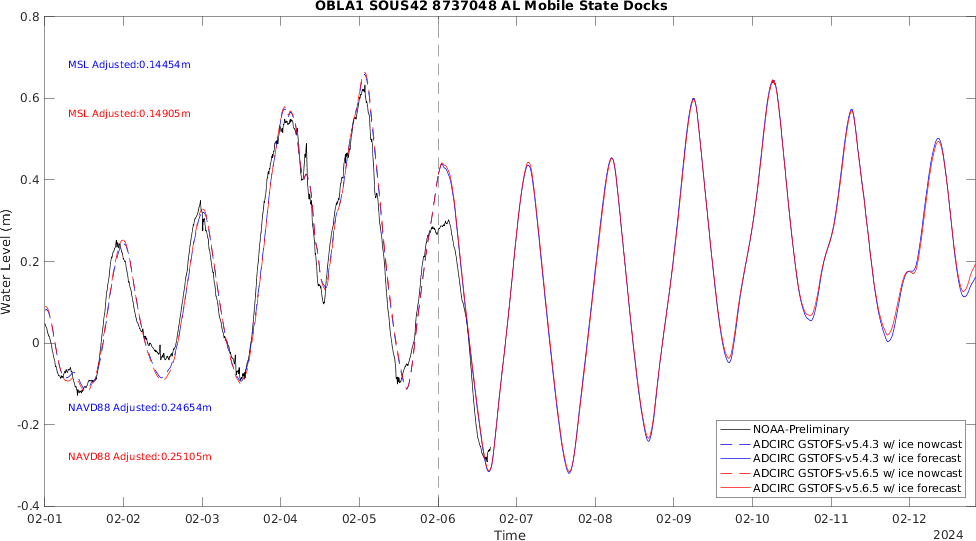 OBLA1 SOUS42 8737048 AL Mobile State Docks
0.8
0.6
0.4
0.2
0
-0.2
-0.4
Water Level (m)
MSL Adjusted:0.14454m
MSL Adjusted:0.14905m
NAVD88 Adjusted:0.24654m
NAVD88 Adjusted:0.25105m
NOAA-Preliminary
ADCIRC GSTOFS-v5.4.3 w/ ice nowcast
ADCIRC GSTOFS-v5.4.3 w/ ice forecast
ADCIRC GSTOFS-v5.6.5 w/ ice nowcast
ADCIRC GSTOFS-v5.6.5 w/ ice forecast
02-01 02-02 02-03 02-04 02-05 02-06 02-07 02-08 02-09 02-10 02-11 02-12
Time
2024